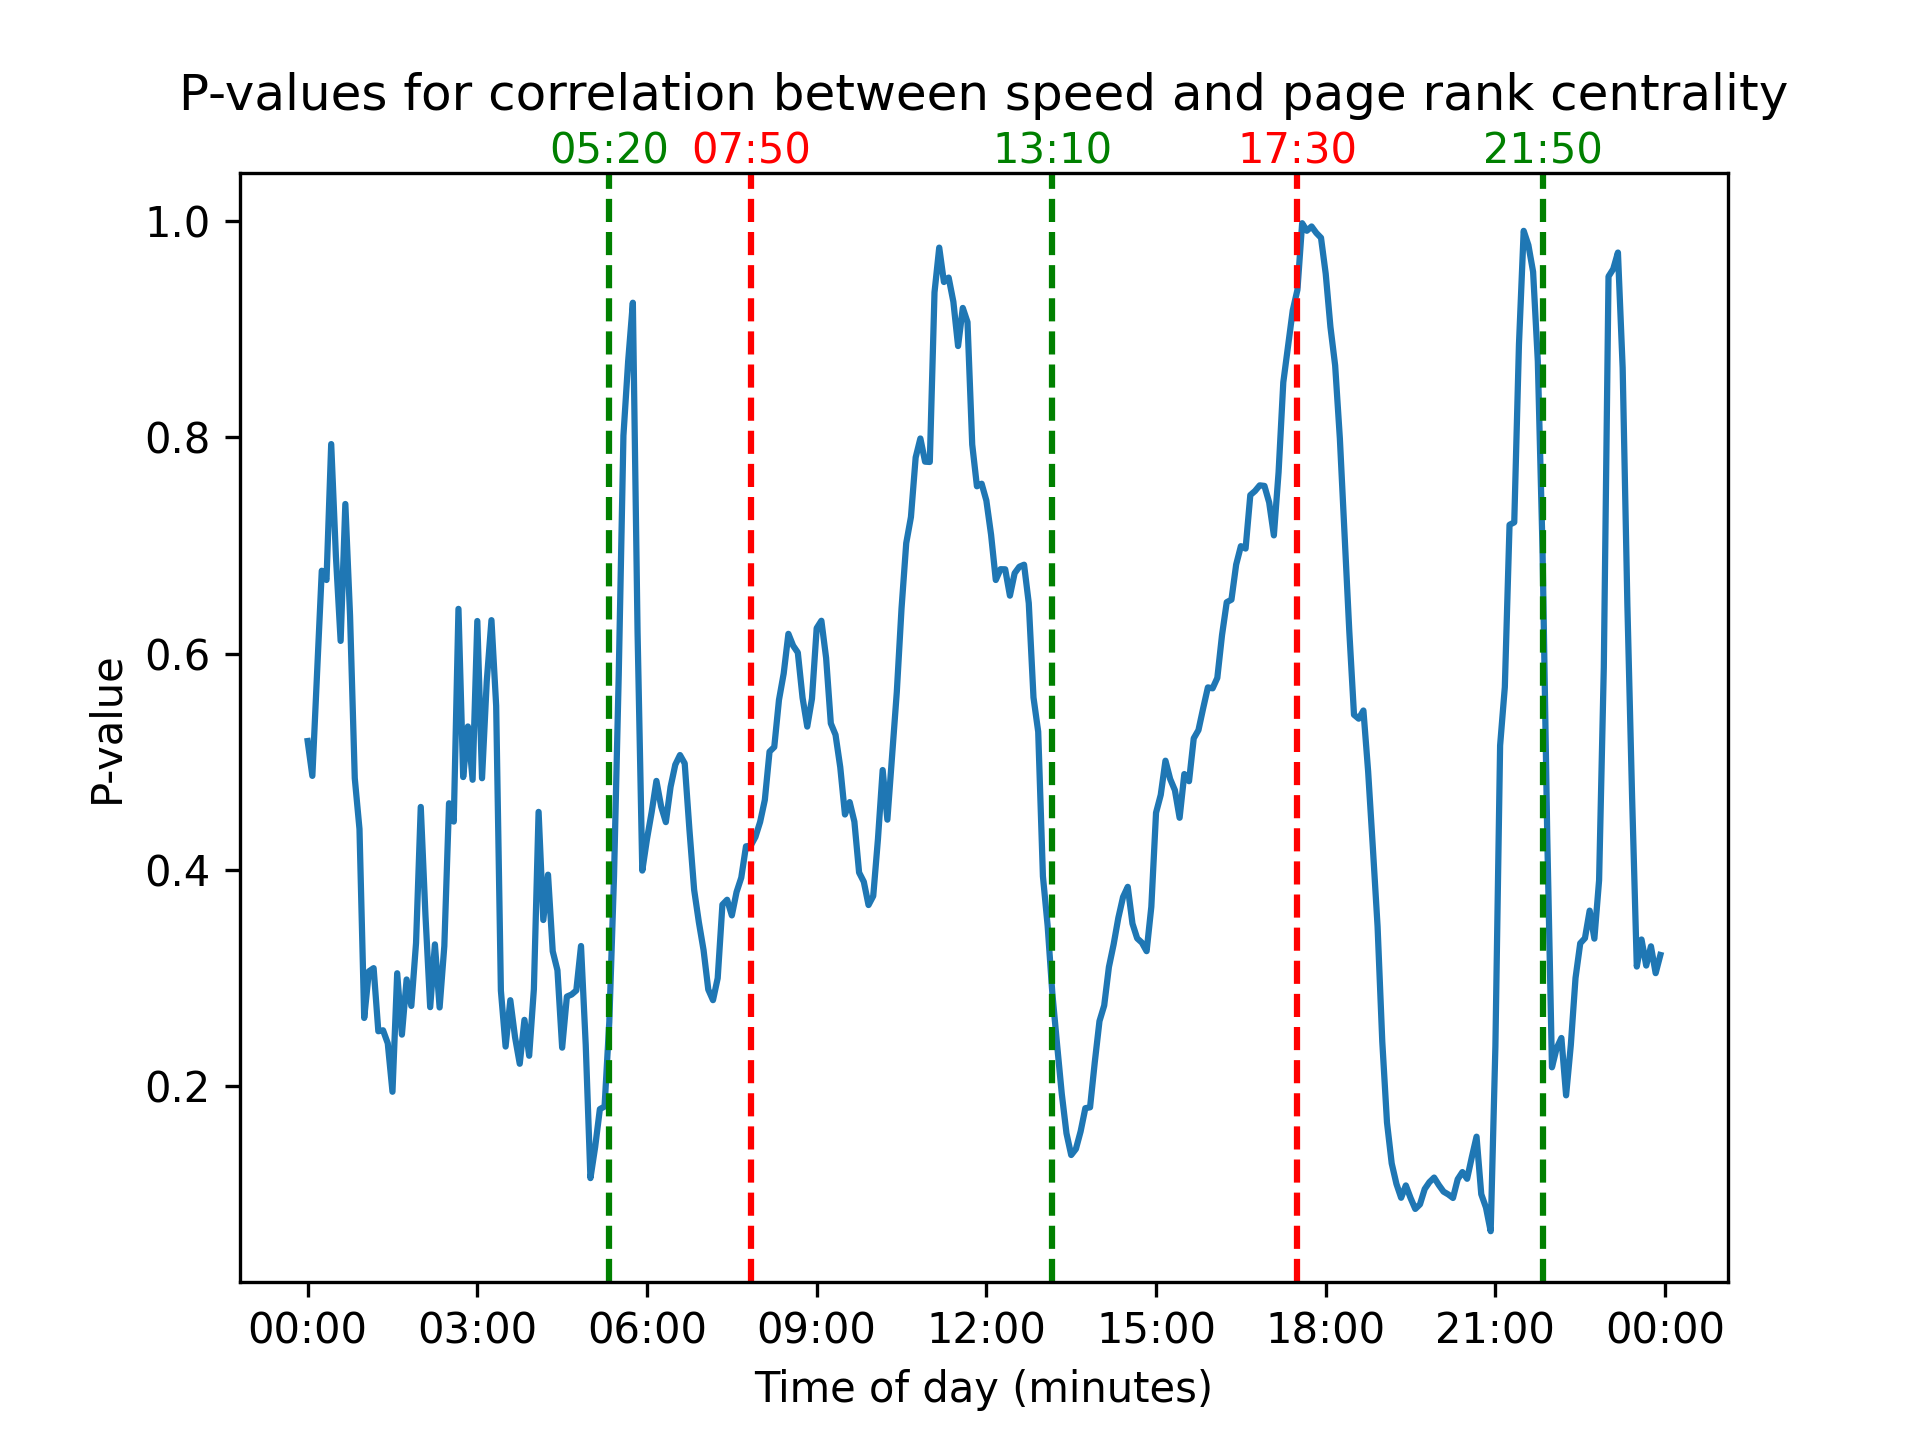 P-values for correlation between speed and page rank centrality
05:20 07:50 13:10 17:30 21:50
1.0
0.8
0.6
0.4
0.2
P-value
00:00 03:00 06:00 09:00 12:00 15:00 18:00 21:00 00:00
Time of day (minutes)